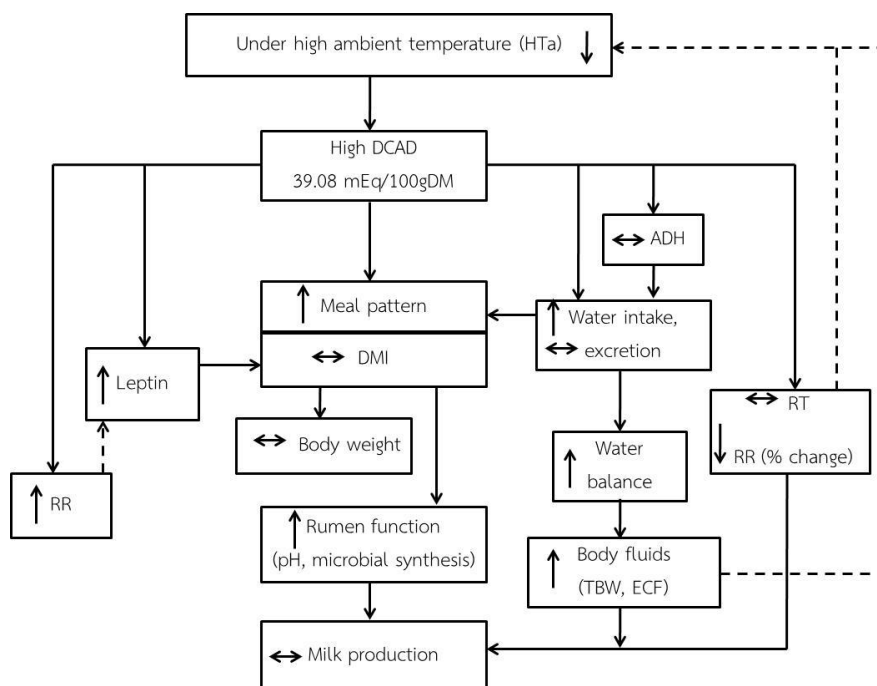 Under high ambient temperature (HTa)
High DCAD
39.08 mEq/100gDM
ADH
Meal pattern
Water intake,
excretion
DMI
Leptin
RT
RR (% change)
Body weight
Water
balance
RR
Rumen function
(pH, microbial synthesis)
Body fluids
(TBW, ECF)
Milk production